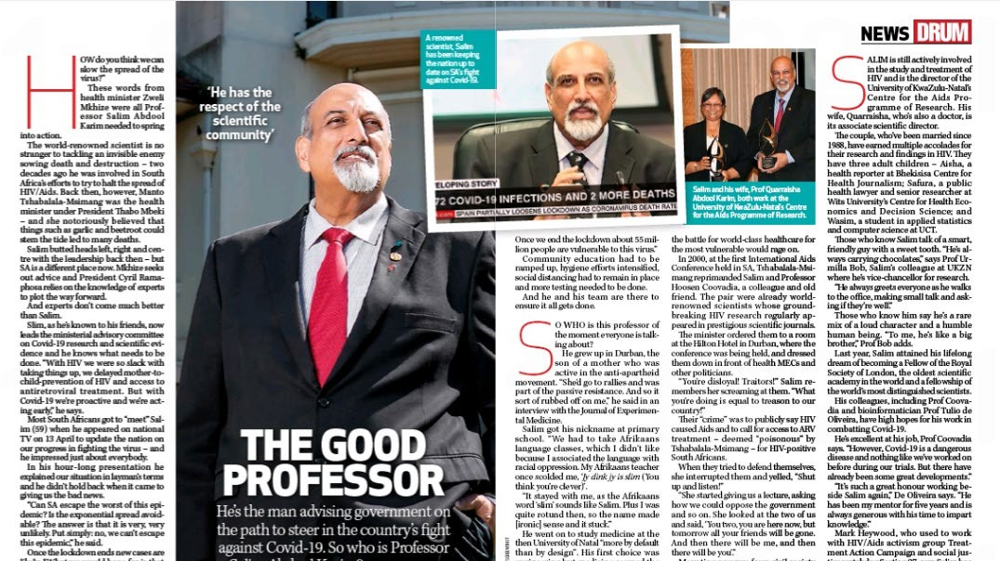 NEWS DRUM
HOW do you think we can
slow the spread of the
virus?"
These words from
health minister Zweli
Mkhize were all Prof-
essor Salim Abdool
Karim needed to spring
into action.
The world-renowned scientist is no
stranger to tackling an invisible enemy
sowing death and destruction – two
decades ago he was involved in South
Africa's efforts to try to halt the spread of
HIV/Aids. Back then, however, Manto
Tshabalala-Msimang was the health
minister under President Thabo Mbeki
– and she notoriously believed that
things such as garlic and beetroot could
stem the tide led to many deaths.
Salim butted heads left, right and cen-
tre with the leadership back then – but
SA is a different place now. Mkhize seeks
out advice and President Cyril Rama-
phosa relies on the knowledge of experts
to plot the way forward.
And experts don't come much better
than Salim.
Slim, as he's known to his friends, now
leads the ministerial advisory committee
on Covid-19 research and scientific evi-
dence and he knows what needs to be
done. "With HIV we were so slack with
taking things up, we delayed mother-to-
child-prevention of HIV and access to
antiretroviral treatment. But with
Covid-19 we're proactive and we're act-
ing early," he says.
Most South Africans got to "meet" Sal-
im (59) when he appeared on national
TV on 13 April to update the nation on
our progress in fighting the virus – and
he impressed just about everybody.
In his hour-long presentation he
explained our situation in layman's terms
and he didn't hold back when it came to
giving us the bad news.
"Can SA escape the worst of this epi-
demic? Is the exponential spread avoid-
able? The answer is that it is very, very
unlikely. Put simply: no, we can't escape
this epidemic," he said.
Once the lockdown ends new cases are
'He has the
respect of the
scientific
community'
THE GOOD
PROFESSOR
He's the man advising government on
the path to steer in the country's fight
against Covid-19. So who is Professor
A renowned
scientist, Salim
has been keeping
the nation up to
date on SA's fight
against Covid-19.
ELOPING STORY
72 COVID-19 INFECTIONS AND 2 MORE DEATHS
.com SPAIN PARTIALLY LOOSENS LOCKDOWN AS CORONAVIRUS DEATH RATE
Salim and his wife, Prof Quarraisha
Abdool Karim, both work at the
University of KwaZulu-Natal's Centre
for the Aids Programme of Research.
Once we end the lockdown about 55 mil-
lion people are vulnerable to this virus."
Community education had to be
ramped up, hygiene efforts intensified,
social distancing had to remain in place
and more testing needed to be done.
And he and his team are there to
ensure it all gets done.
SO WHO is this professor of
the moment everyone is talk-
ing about?
He grew up in Durban, the
son of a mother who was
active in the anti-apartheid
movement. "She'd go to rallies and was
part of the passive resistance. And so it
sort of rubbed off on me," he said in an
interview with the Journal of Experimen-
tal Medicine.
Salim got his nickname at primary
school. "We had to take Afrikaans
language classes, which I didn't like
because I associated the language with
racial oppression. My Afrikaans teacher
once scolded me, 'Jy dink jy is slim (You
think you're clever)'.
"It stayed with me, as the Afrikaans
word 'slim' sounds like Salim. Plus I was
quite rotund then, so the name made
[ironic] sense and it stuck."
He went on to study medicine at the
then University of Natal "more by default
than by design". His first choice was
the battle for world-class healthcare for
the most vulnerable would rage on.
In 2000, at the first International Aids
Conference held in SA, Tshabalala-Msi-
mang reprimanded Salim and Professor
Hoosen Coovadia, a colleague and old
friend. The pair were already world-
renowned scientists whose ground-
breaking HIV research regularly ap-
peared in prestigious scientific journals.
The minister ordered them to a room
at the Hilton Hotel in Durban, where the
conference was being held, and dressed
them down in front of health MECs and
other politicians.
"You're disloyal! Traitors!" Salim re-
members her screaming at them. "What
you're doing is equal to treason to our
country!"
Their "crime" was to publicly say HIV
caused Aids and to call for access to ARV
treatment – deemed "poisonous" by
Tshabalala-Msimang – for HIV-positive
South Africans.
When they tried to defend themselves,
she interrupted them and yelled, "Shut
up and listen!"
"She started giving us a lecture, asking
how we could oppose the government
and so on. She looked at the two of us
and said, 'You two, you are here now, but
tomorrow all your friends will be gone.
And then there will be me, and then
there will be you.'"
SALIM is still actively involved
in the study and treatment of
HIV and is the director of the
University of KwaZulu-Natal's
Centre for the Aids Pro-
gramme of Research. His
wife, Quarraisha, who's also a doctor, is
its associate scientific director.
The couple, who've been married since
1988, have earned multiple accolades for
their research and findings in HIV. They
have three adult children – Aisha, a
health reporter at Bhekisisa Centre for
Health Journalism; Safura, a public
health lawyer and senior researcher at
Wits University's Centre for Health Eco-
nomics and Decision Science; and
Wasim, a student in applied statistics
and computer science at UCT.
Those who know Salim talk of a smart,
friendly guy with a sweet tooth. "He's al-
ways carrying chocolates," says Prof Ur-
milla Bob, Salim's colleague at UKZN
where he's vice-chancellor for research.
"He always greets everyone as he walks
to the office, making small talk and ask-
ing if they're well."
Those who know him say he's a rare
mix of a loud character and a humble
human being. "To me, he's like a big
brother," Prof Bob adds.
Last year, Salim attained his lifelong
dream of becoming a Fellow of the Royal
Society of London, the oldest scientific
academy in the world and a fellowship of
the world's most distinguished scientists.
His colleagues, including Prof Coova-
dia and bioinformatician Prof Tulio de
Oliveira, have high hopes for his work in
combatting Covid-19.
He's excellent at his job, Prof Coovadia
says. "However, Covid-19 is a dangerous
disease and nothing like we've worked on
before during our trials. But there have
already been some great developments."
"It's such a great honour working be-
side Salim again," De Oliveira says. "He
has been my mentor for five years and is
always generous with his time to impart
knowledge."
Mark Heywood, who used to work
with HIV/Aids activism group Treat-
ment Action Campaign and social jus-